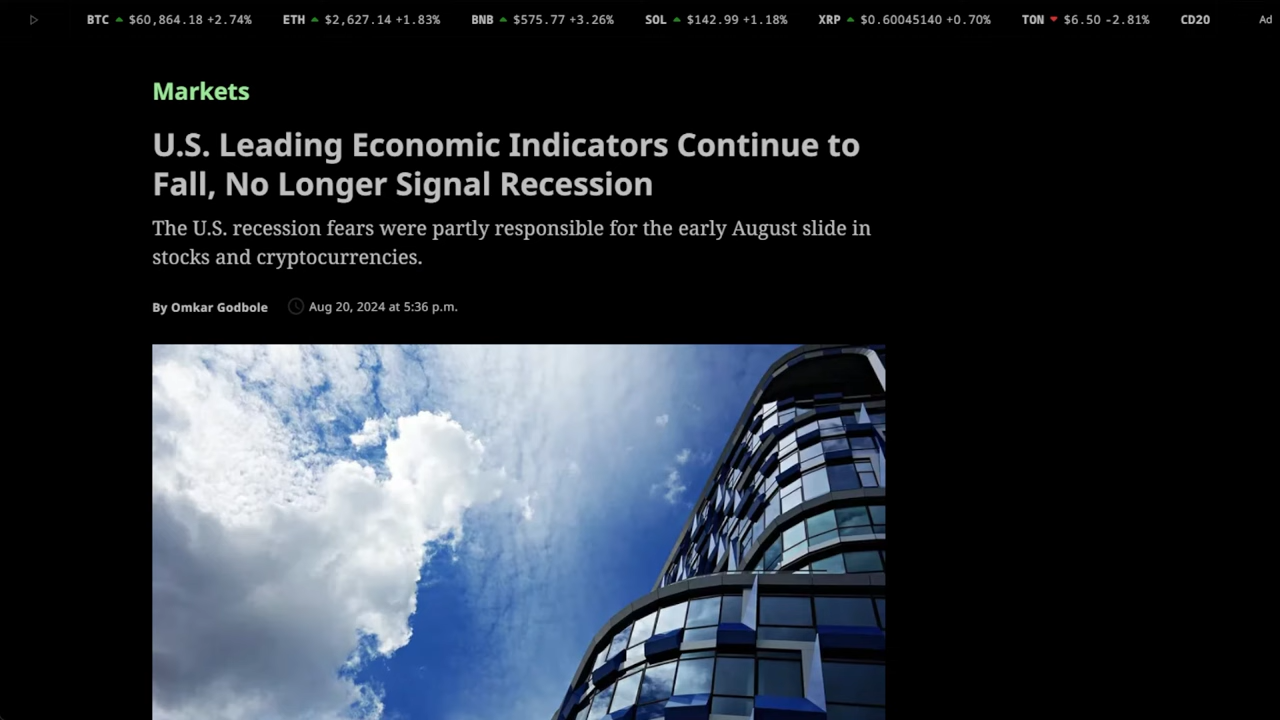 BTC $60,864.18 +2.74% ETH $2,627.14 +1.83% BNB $575.77 +3.26% SOL $142.99 +1.18% XRP $0.60045140 +0.70% TON $6.50 -2.81% CD20 Ad
Markets
U.S. Leading Economic Indicators Continue to
Fall, No Longer Signal Recession
The U.S. recession fears were partly responsible for the early August slide in
stocks and cryptocurrencies.
By Omkar Godbole Aug 20, 2024 at 5:36 p.m.